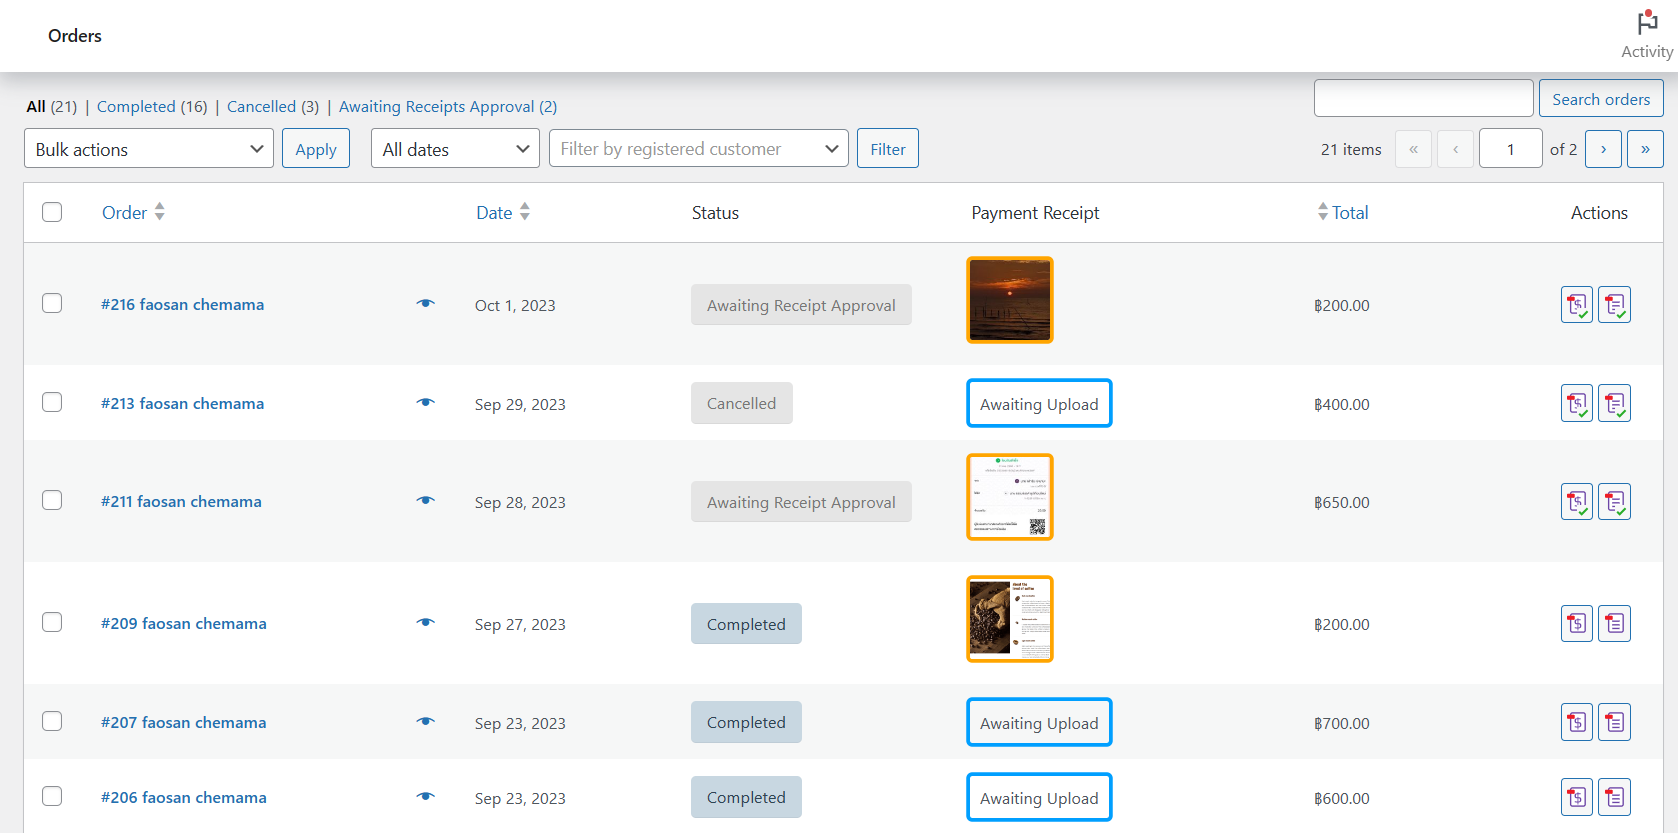 Orders
Activity
All (21) | Completed (16) | Cancelled (3) | Awaiting Receipts Approval (2)
Search orders
Bulk actions Apply All dates Filter by registered customer Filter 21 items « ‹ 1 of 2 › »
Order Date Status Payment Receipt Total Actions
#216 faosan chemama Oct 1, 2023 Awaiting Receipt Approval ฿200.00
#213 faosan chemama Sep 29, 2023 Cancelled Awaiting Upload ฿400.00
#211 faosan chemama Sep 28, 2023 Awaiting Receipt Approval ฿650.00
#209 faosan chemama Sep 27, 2023 Completed ฿200.00
#207 faosan chemama Sep 23, 2023 Completed Awaiting Upload ฿700.00
#206 faosan chemama Sep 23, 2023 Completed Awaiting Upload ฿600.00